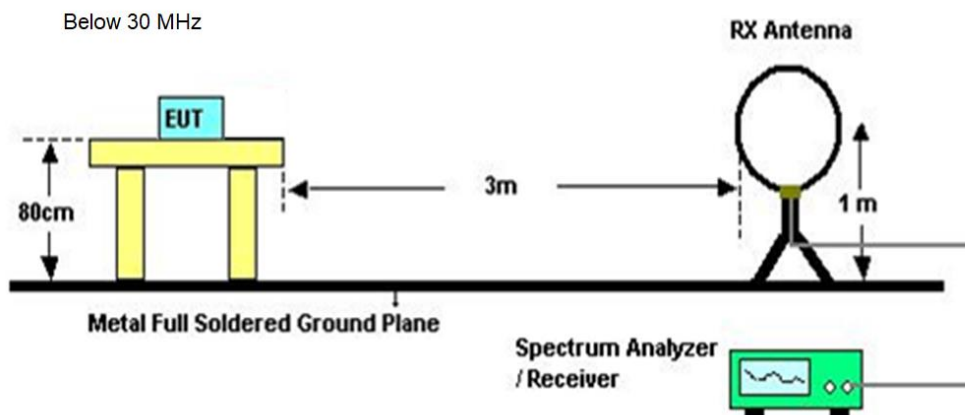 Below 30 MHz
RX Antenna
EUT
3m
80cm
1 m
Metal Full Soldered Ground Plane
Spectrum Analyzer
/ Receiver